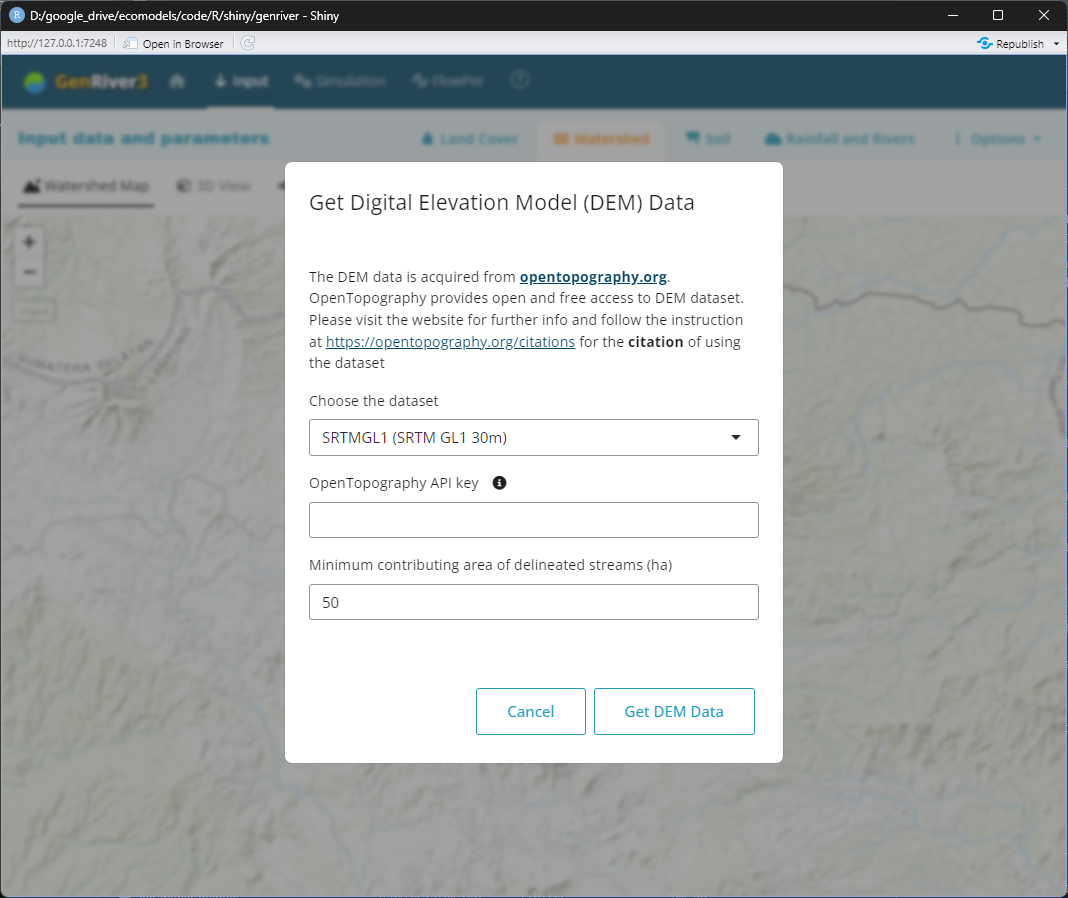 D:/google_drive/ecomodels/code/R/shiny/genriver - Shiny
http://127.0.0.1:7248 Open in Browser Republish
GenRiver3 Input Simulation FlowPer
Input data and parameters Land Cover Watershed Soil Rainfall and Rivers Options
Watershed Map 3D View
Get Digital Elevation Model (DEM) Data
The DEM data is acquired from opentopography.org.
OpenTopography provides open and free access to DEM dataset.
Please visit the website for further info and follow the instruction
at https://opentopography.org/citations for the citation of using
the dataset
Choose the dataset
SRTMGL1 (SRTM GL1 30m)
OpenTopography API key
Minimum contributing area of delineated streams (ha)
50
Cancel Get DEM Data
SUMATERA SELATAN